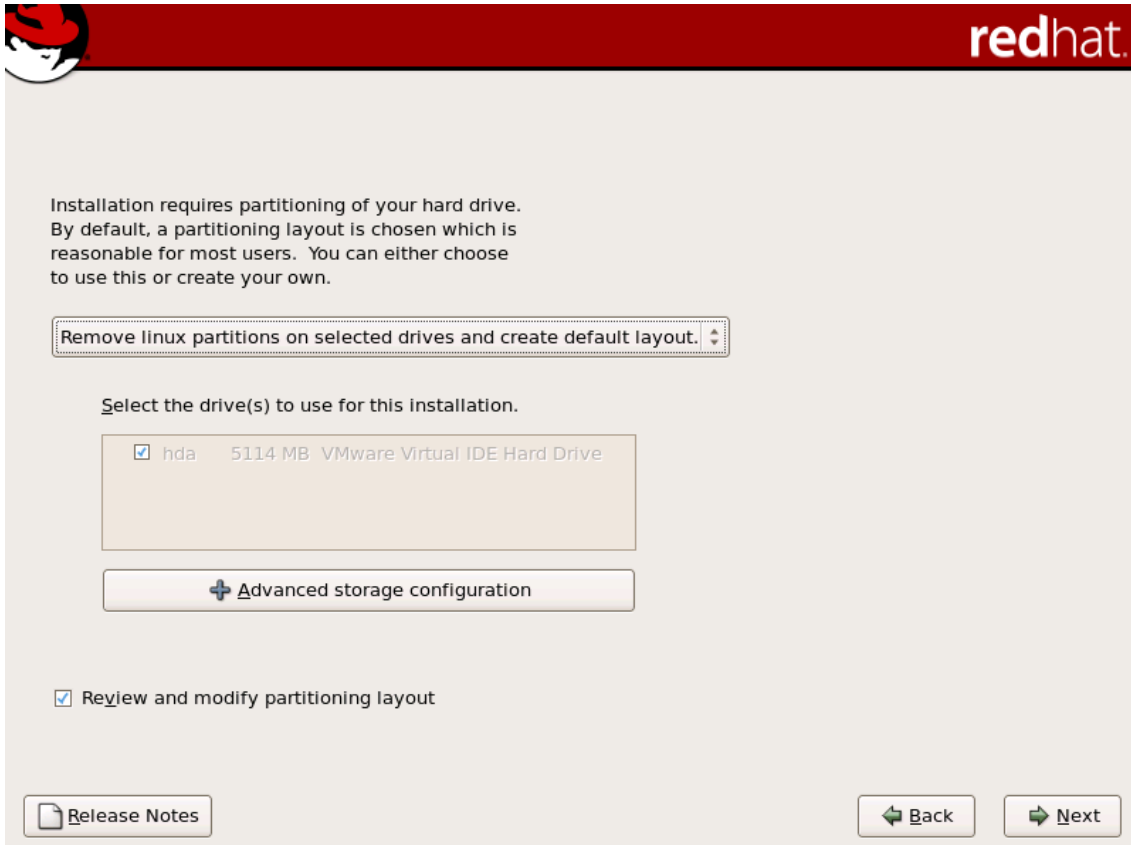 redhat.
Installation requires partitioning of your hard drive.
By default, a partitioning layout is chosen which is
reasonable for most users.  You can either choose
to use this or create your own.
Remove linux partitions on selected drives and create default layout.
Select the drive(s) to use for this installation.
hda 5114 MB VMware Virtual IDE Hard Drive
Advanced storage configuration
Review and modify partitioning layout
Release Notes
Back
Next